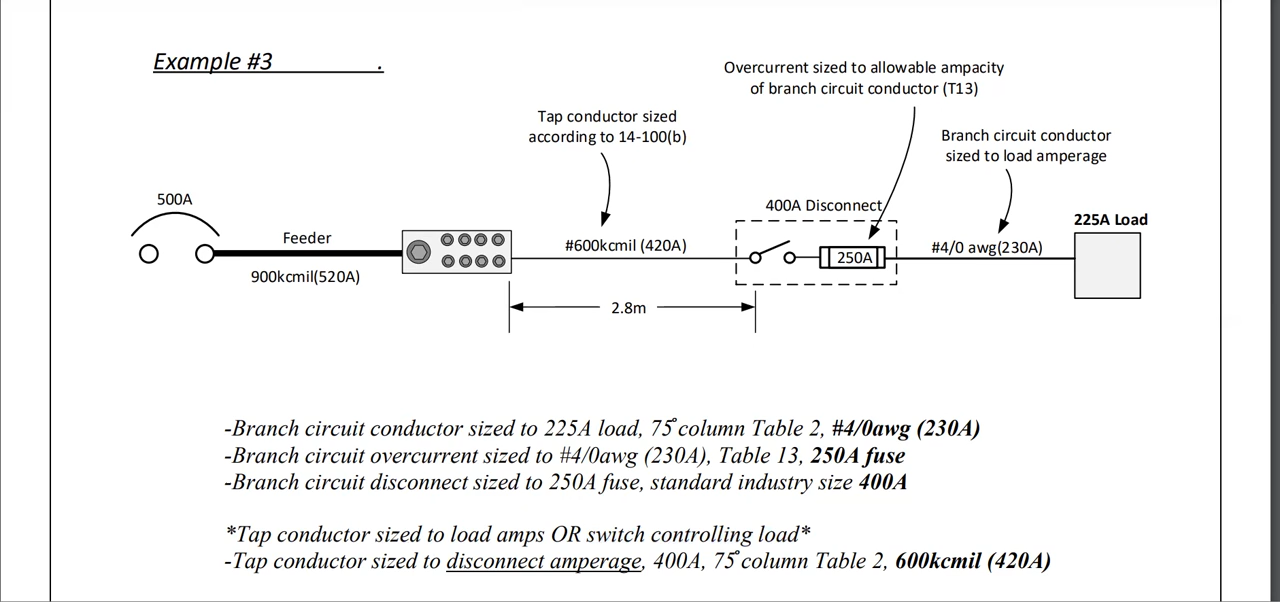 Example #3 .
Overcurrent sized to allowable ampacity
of branch circuit conductor (T13)
Tap conductor sized
according to 14-100(b)
Branch circuit conductor
sized to load amperage
500A
400A Disconnect
225A Load
Feeder
#600kcmil (420A)
#4/0 awg(230A)
250A
900kcmil(520A)
2.8m
-Branch circuit conductor sized to 225A load, 75° column Table 2, #4/0awg (230A)
-Branch circuit overcurrent sized to #4/0awg (230A), Table 13, 250A fuse
-Branch circuit disconnect sized to 250A fuse, standard industry size 400A
*Tap conductor sized to load amps OR switch controlling load*
-Tap conductor sized to disconnect amperage, 400A, 75° column Table 2, 600kcmil (420A)